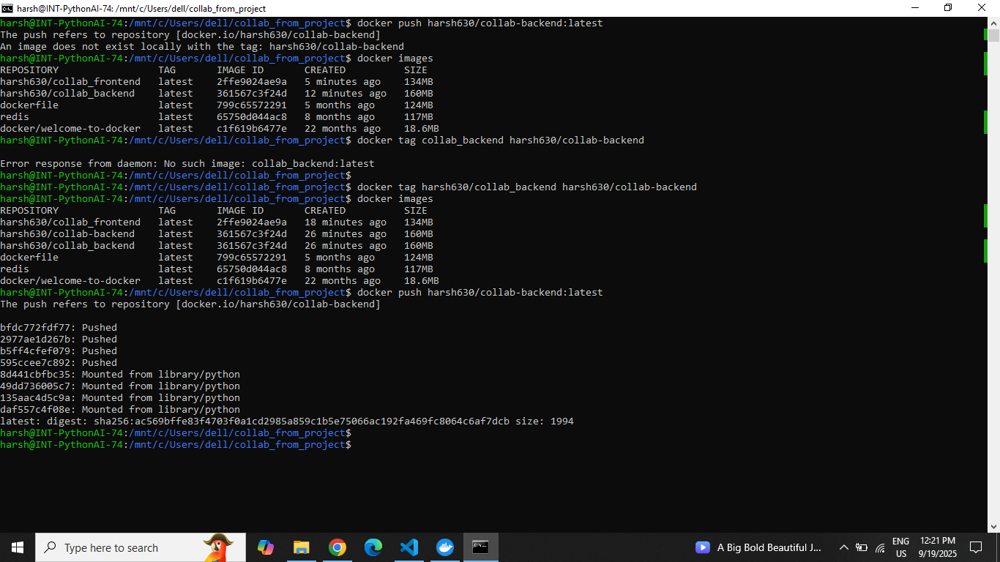 harsh@INT-PythonAI-74: /mnt/c/Users/dell/collab_from_project
harsh@INT-PythonAI-74:/mnt/c/Users/dell/collab_from_project$ docker push harsh630/collab-backend:latest
The push refers to repository [docker.io/harsh630/collab-backend]
An image does not exist locally with the tag: harsh630/collab-backend
harsh@INT-PythonAI-74:/mnt/c/Users/dell/collab_from_project$ docker images
REPOSITORY                 TAG       IMAGE ID       CREATED          SIZE
harsh630/collab_frontend   latest    2ffe9024ae9a   5 minutes ago    134MB
harsh630/collab_backend    latest    361567c3f24d   12 minutes ago   160MB
dockerfile                 latest    799c65572291   5 months ago     124MB
redis                      latest    65750d044ac8   8 months ago     117MB
docker/welcome-to-docker   latest    c1f619b6477e   22 months ago    18.6MB
harsh@INT-PythonAI-74:/mnt/c/Users/dell/collab_from_project$ docker tag collab_backend harsh630/collab-backend
Error response from daemon: No such image: collab_backend:latest
harsh@INT-PythonAI-74:/mnt/c/Users/dell/collab_from_project$
harsh@INT-PythonAI-74:/mnt/c/Users/dell/collab_from_project$ docker tag harsh630/collab_backend harsh630/collab-backend
harsh@INT-PythonAI-74:/mnt/c/Users/dell/collab_from_project$ docker images
REPOSITORY                 TAG       IMAGE ID       CREATED          SIZE
harsh630/collab_frontend   latest    2ffe9024ae9a   18 minutes ago   134MB
harsh630/collab-backend    latest    361567c3f24d   26 minutes ago   160MB
harsh630/collab_backend    latest    361567c3f24d   26 minutes ago   160MB
dockerfile                 latest    799c65572291   5 months ago     124MB
redis                      latest    65750d044ac8   8 months ago     117MB
docker/welcome-to-docker   latest    c1f619b6477e   22 months ago    18.6MB
harsh@INT-PythonAI-74:/mnt/c/Users/dell/collab_from_project$ docker push harsh630/collab-backend:latest
The push refers to repository [docker.io/harsh630/collab-backend]
bfdc772fdf77: Pushed
2977ae1d267b: Pushed
b5ff4cfef079: Pushed
595ccee7c892: Pushed
8d441cbfbc35: Mounted from library/python
49dd736005c7: Mounted from library/python
135aac4d5c9a: Mounted from library/python
daf557c4f08e: Mounted from library/python
latest: digest: sha256:ac569bffe83f4703f0a1cd2985a859c1b5e75066ac192fa469fc8064c6af7dcb size: 1994
harsh@INT-PythonAI-74:/mnt/c/Users/dell/collab_from_project$
harsh@INT-PythonAI-74:/mnt/c/Users/dell/collab_from_project$
Type here to search
A Big Bold Beautiful J...
ENG
US
12:21 PM
9/19/2025